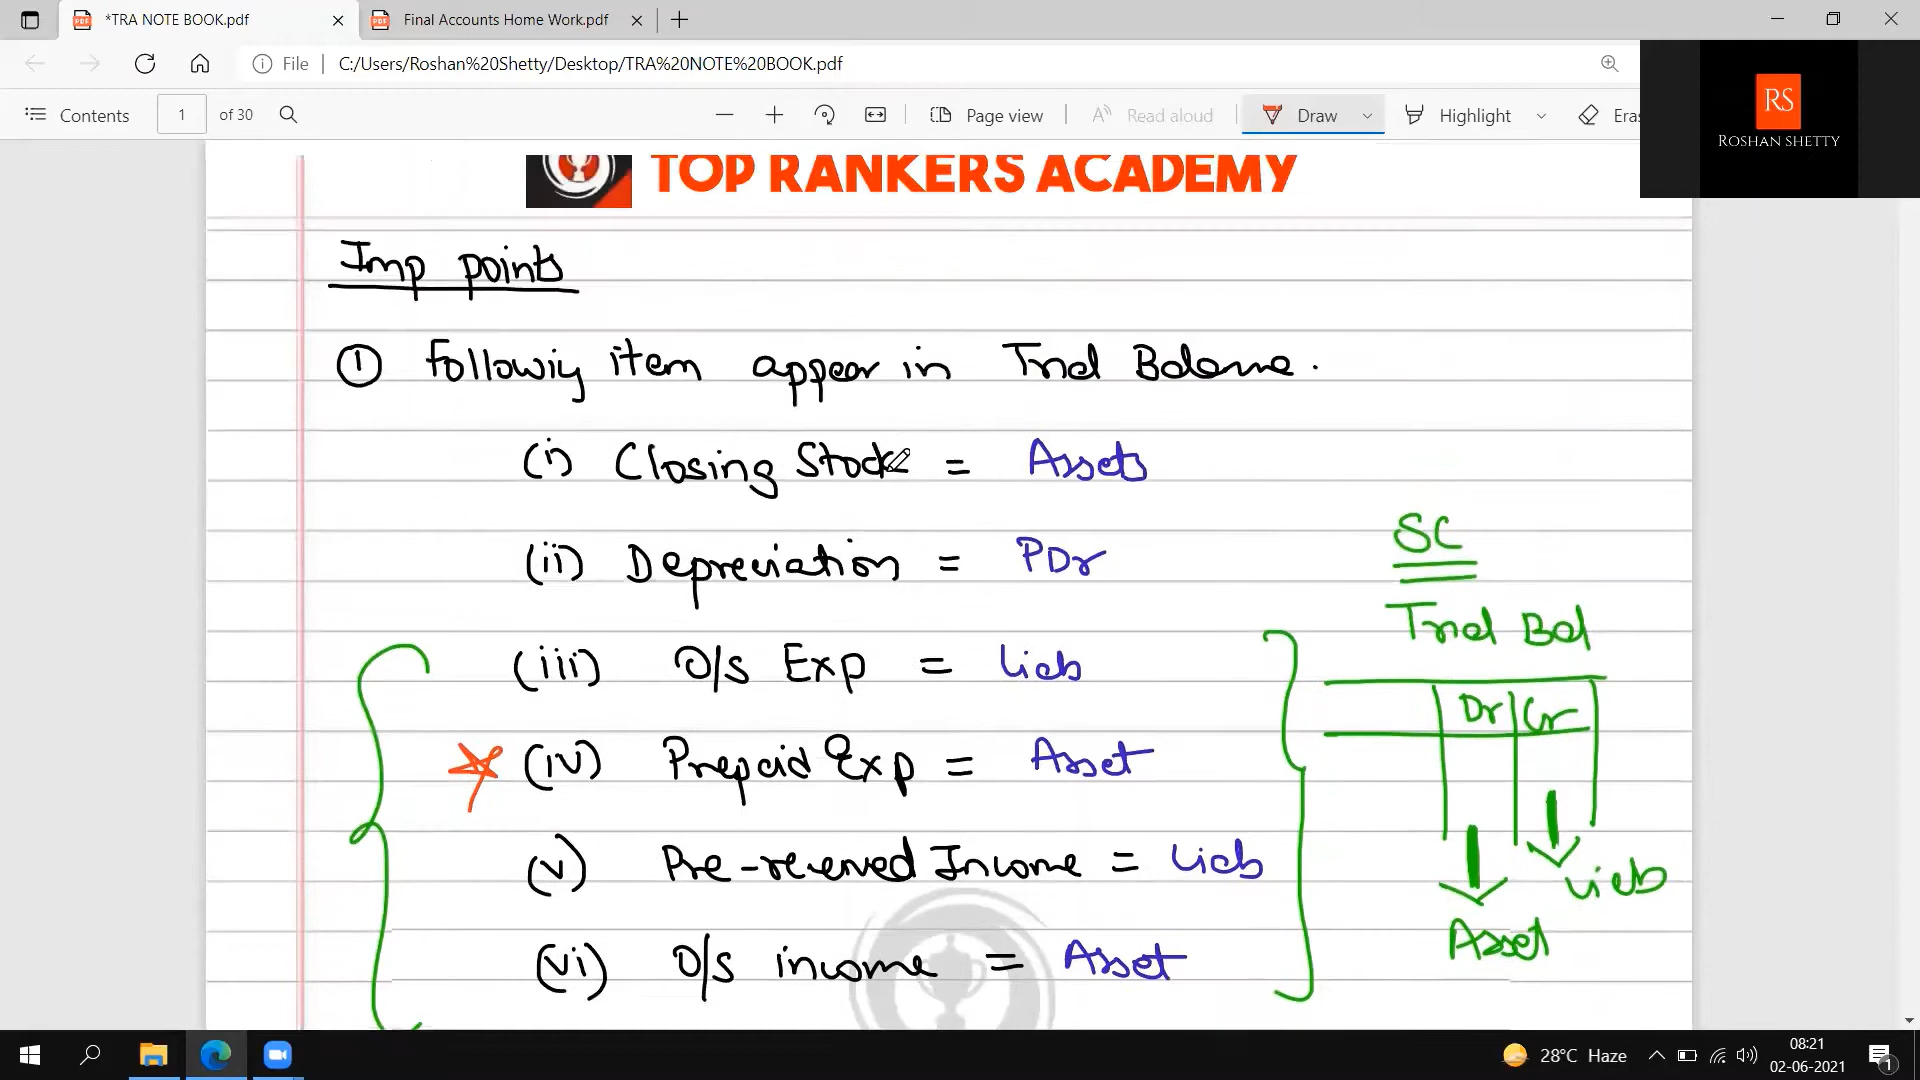 *TRA NOTE BOOK.pdf
Final Accounts Home Work.pdf
File
C:/Users/Roshan%20Shetty/Desktop/TRA%20NOTE%20BOOK.pdf
Contents
1 of 30
Page view
Read aloud
Draw
Highlight
Eras
RS
ROSHAN SHETTY
TOP RANKERS ACADEMY
Imp points
① Following item appear in Trial Balance.
(i) Closing Stock = Assets
(ii) Depreciation = PDr
(iii) O/s Exp = Liab
(iv) Prepaid Exp = Asset
(v) Pre-received Income = Liab
(vi) O/s income = Asset
SC
Trial Bal
Dr Cr
Liab
Asset
28°C Haze
08:21
02-06-2021
1